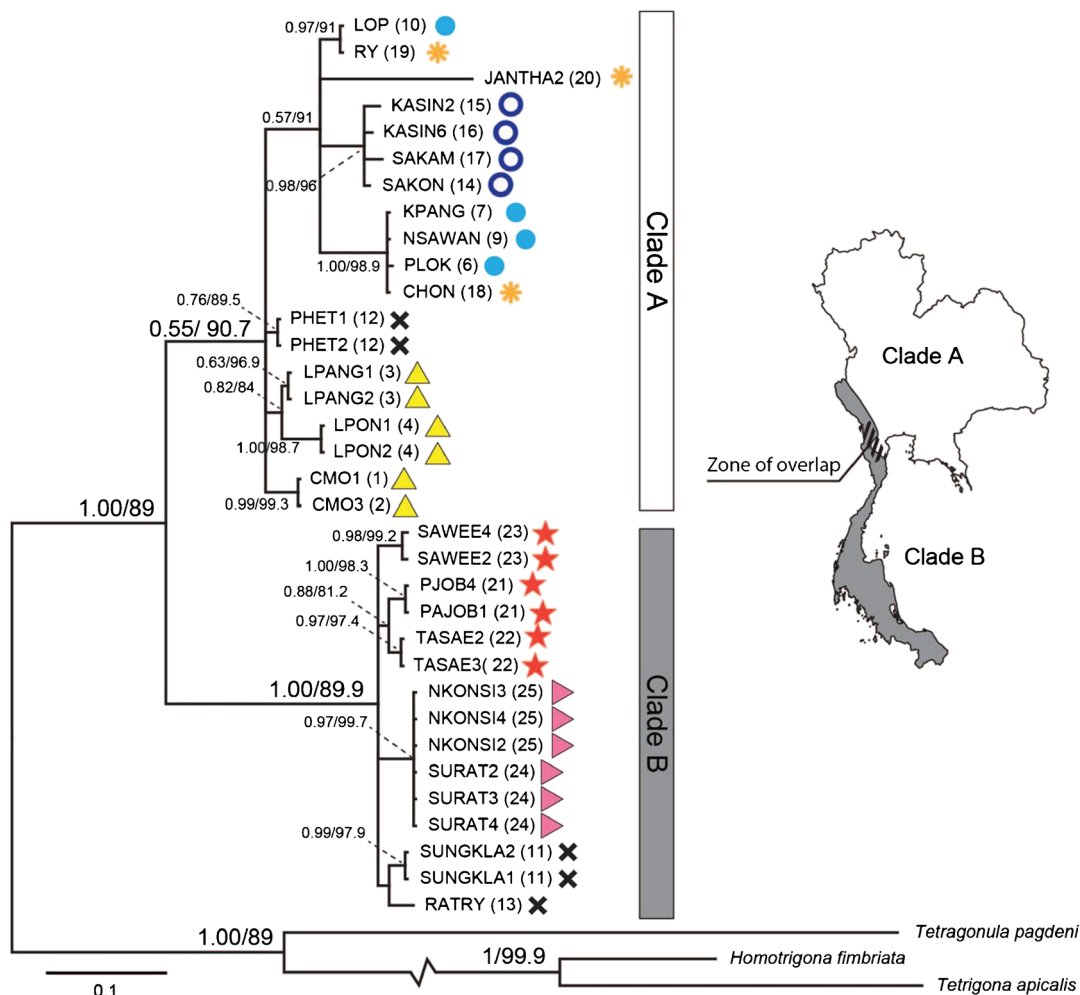 0.97/91
LOP (10)
RY (19)
JANTHA2 (20)
KASIN2 (15)
0.57/91
KASIN6 (16)
SAKAM (17)
0.98/96
SAKON (14)
KPANG (7)
NSAWAN (9)
1.00/98.9
PLOK (6)
CHON (18)
0.76/89.5
PHET1 (12)
0.55/ 90.7
PHET2 (12)
0.63/96.9
LPANG1 (3)
0.82/84
LPANG2 (3)
LPON1 (4)
1.00/98.7
LPON2 (4)
CMO1 (1)
0.99/99.3
CMO3 (2)
Clade A
1.00/89
SAWEE4 (23)
0.98/99.2
SAWEE2 (23)
1.00/98.3
PJOB4 (21)
0.88/81.2
PAJOB1 (21)
0.97/97.4
TASAE2 (22)
TASAE3( 22)
1.00/89.9
NKONSI3 (25)
0.97/99.7
NKONSI4 (25)
NKONSI2 (25)
SURAT2 (24)
SURAT3 (24)
SURAT4 (24)
0.99/97.9
SUNGKLA2 (11)
SUNGKLA1 (11)
RATRY (13)
Clade B
1.00/89
Tetragonula pagdeni
1/99.9
Homotrigona fimbriata
Tetrigona apicalis
0.1
Clade A
Zone of overlap
Clade B